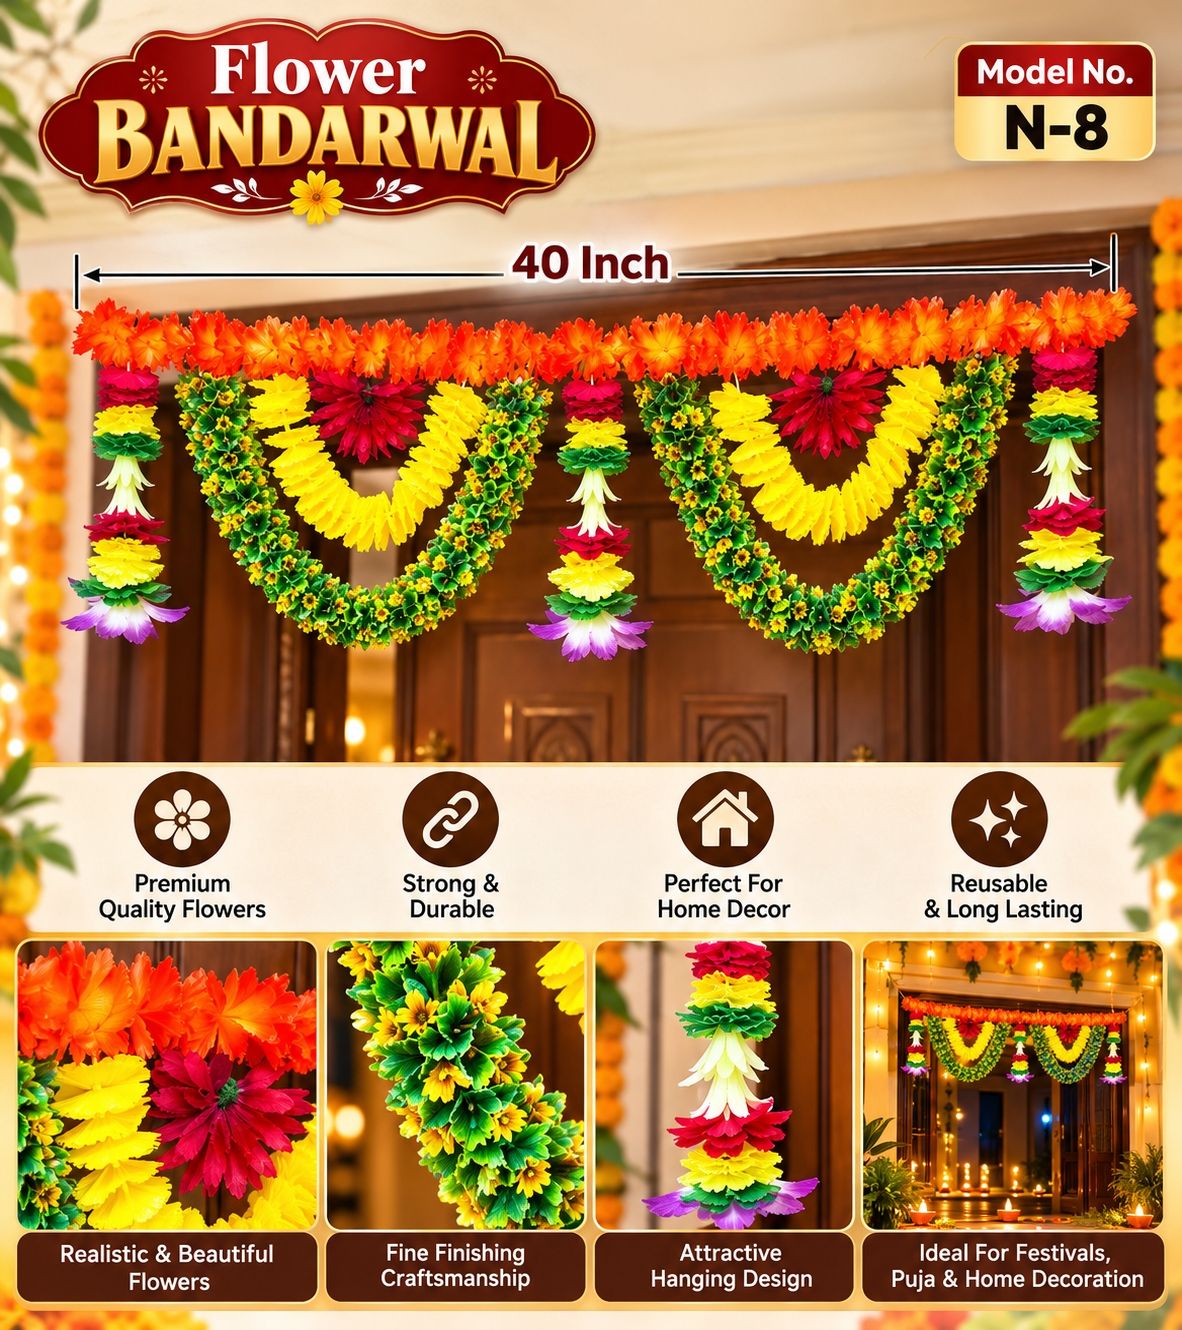 Flower
BANDARWAL
Model No.
N-8
40 Inch
Premium
Quality Flowers
Strong &
Durable
Perfect For
Home Decor
Reusable
& Long Lasting
Realistic & Beautiful
Flowers
Fine Finishing
Craftsmanship
Attractive
Hanging Design
Ideal For Festivals,
Puja & Home Decoration